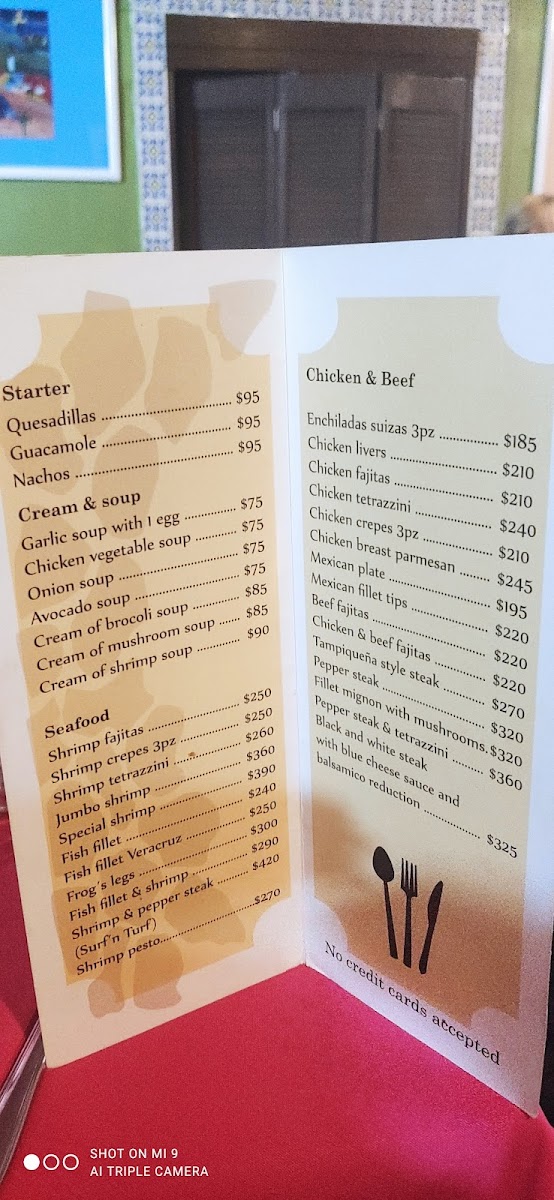 Starter
Quesadillas ........................ $95
Guacamole ........................ $95
Nachos ........................ $95
Cream & soup
Garlic soup with 1 egg ............ $75
Chicken vegetable soup .......... $75
Onion soup ........................ $75
Avocado soup ........................ $75
Cream of brocoli soup ........... $85
Cream of mushroom soup ...... $85
Cream of shrimp soup ........... $90
Seafood
Shrimp fajitas ........................ $250
Shrimp crepes 3pz ................ $250
Shrimp tetrazzini .................. $260
Jumbo shrimp ...................... $360
Special shrimp ...................... $390
Fish fillet ........................ $240
Fish fillet Veracruz .............. $250
Frog's legs ........................ $300
Fish fillet & shrimp .............. $290
Shrimp & pepper steak ........ $420
(Surf'n Turf)
Shrimp pesto........................$270
Chicken & Beef
Enchiladas suizas 3pz .............. $185
Chicken livers ........................ $210
Chicken fajitas ........................ $210
Chicken tetrazzini .................. $240
Chicken crepes 3pz ................ $210
Chicken breast parmesan ........ $245
Mexican plate ........................ $195
Mexican fillet tips .................. $220
Beef fajitas ........................ $220
Chicken & beef fajitas ............ $220
Tampiqueña style steak .......... $270
Pepper steak ........................ $320
Fillet mignon with mushrooms.$320
Pepper steak & tetrazzini ........ $360
Black and white steak
with blue cheese sauce and
balsamico reduction ................ $325
No credit cards accepted
SHOT ON MI 9
AI TRIPLE CAMERA